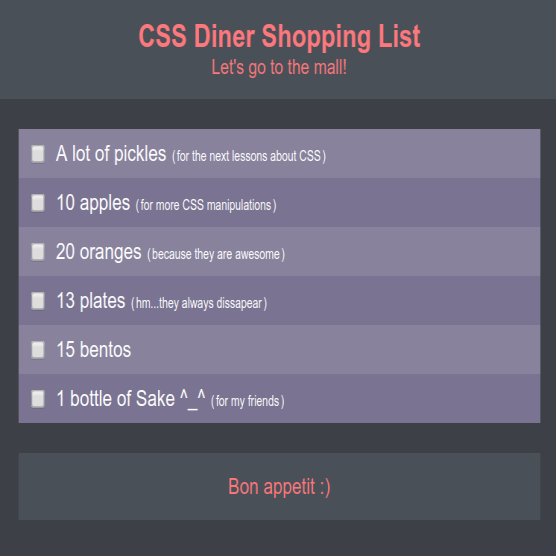 CSS Diner Shopping List
Let's go to the mall!
A lot of pickles (for the next lessons about CSS)
10 apples (for more CSS manipulations)
20 oranges (because they are awesome)
13 plates (hm...they always dissapear)
15 bentos
1 bottle of Sake ^_^ (for my friends)
Bon appetit :)